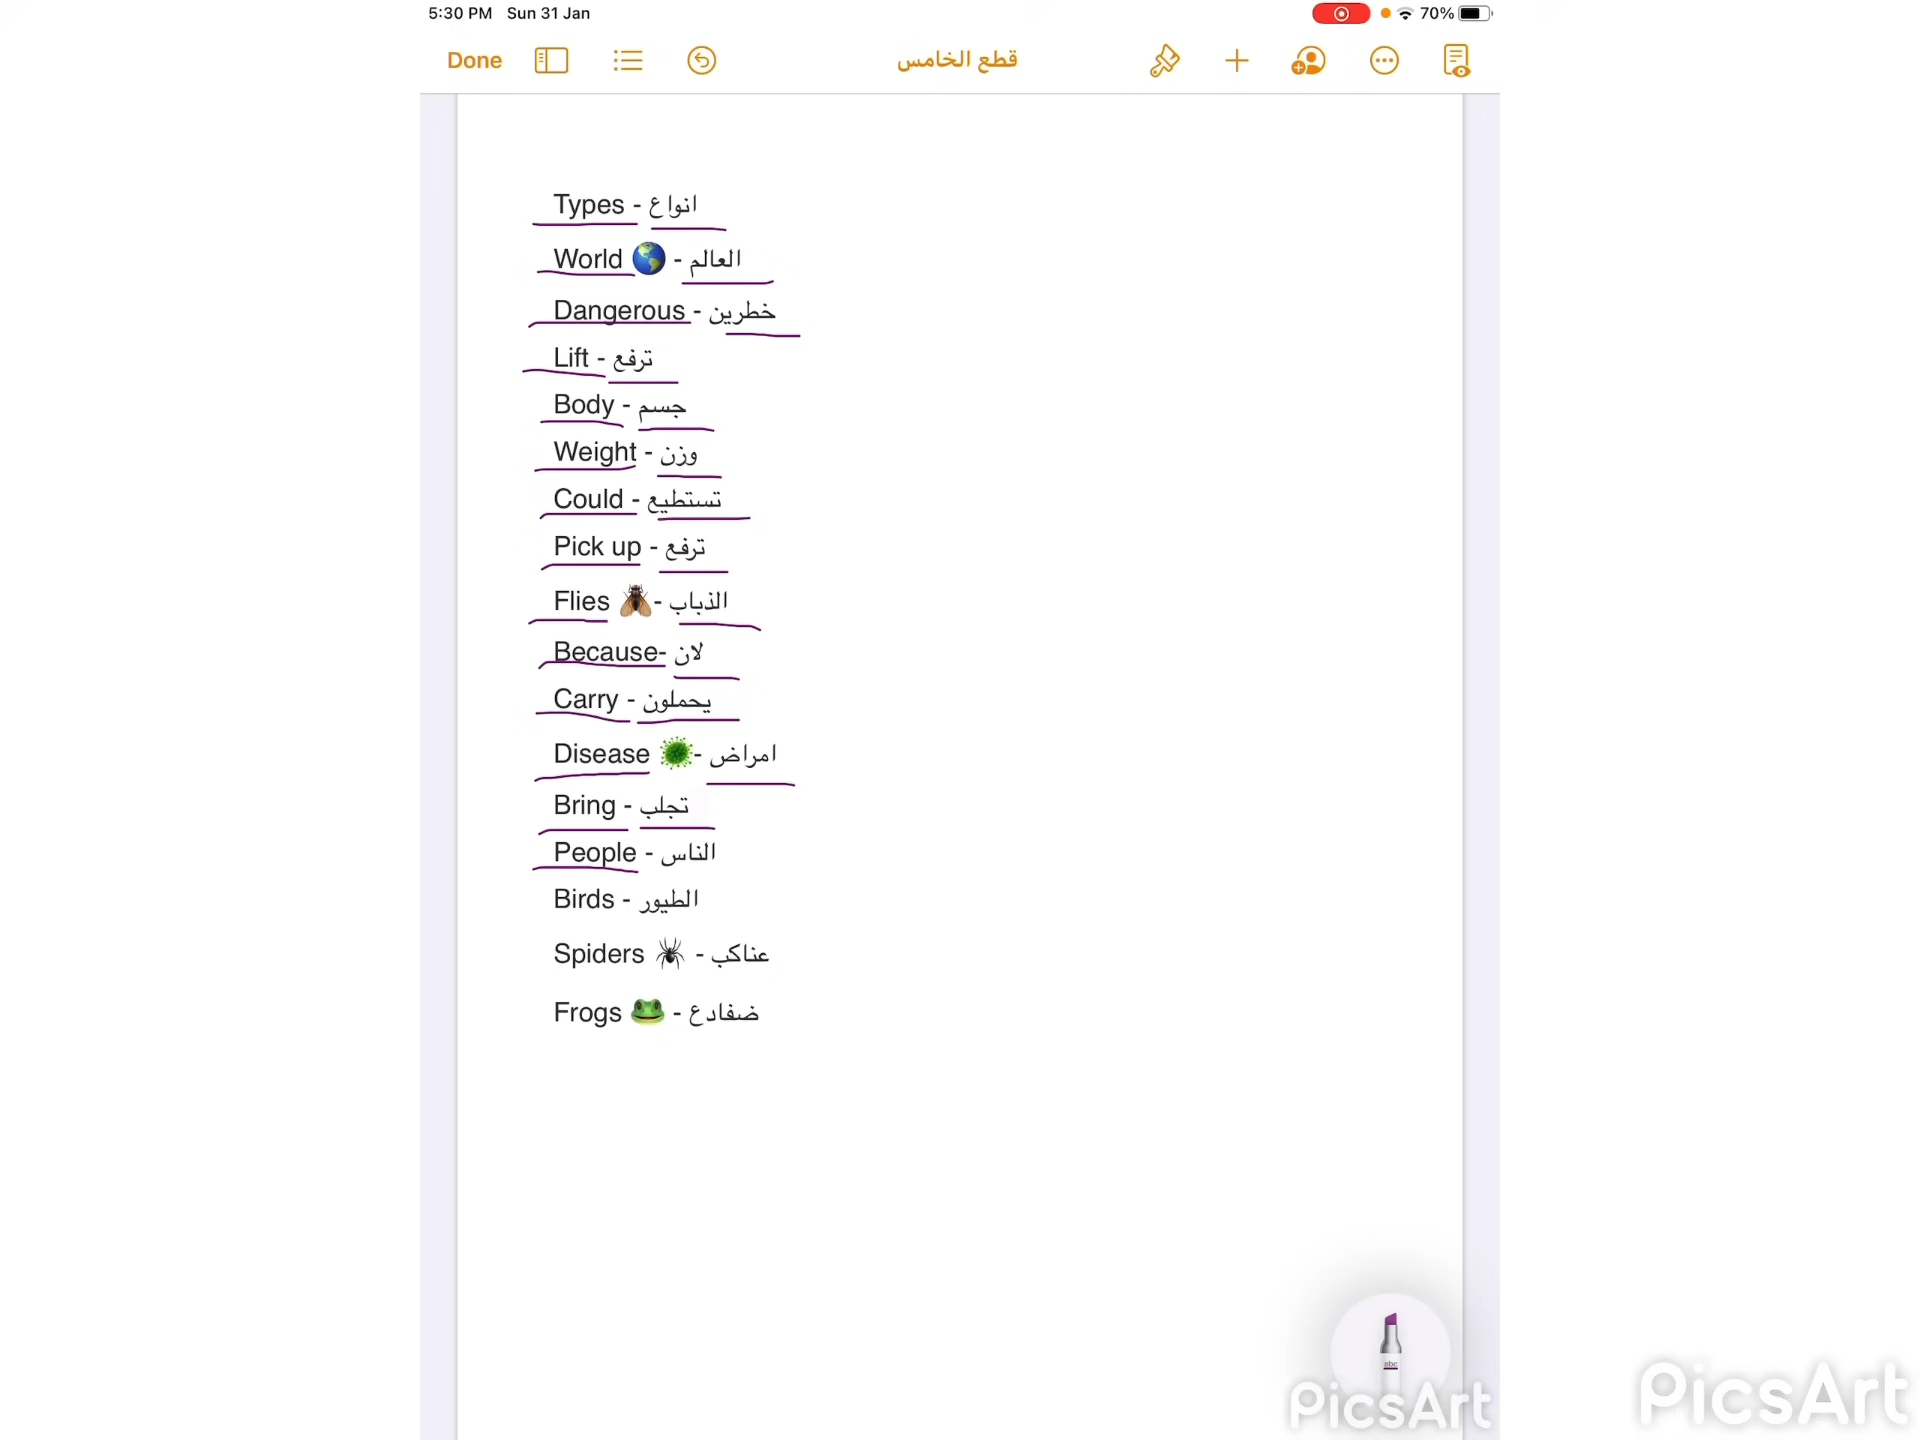 5:30 PM Sun 31 Jan 70%
Done قطع الخامس
Types - انواع
World 🌎 - العالم
Dangerous - خطرين
Lift - ترفع
Body - جسم
Weight - وزن
Could - تستطيع
Pick up - ترفع
Flies 🪰- الذباب
Because- لان
Carry - يحملون
Disease 🦠- امراض
Bring - تجلب
People - الناس
Birds - الطيور
Spiders 🕷 - عناكب
Frogs 🐸 - ضفادع
abc
PicsArt
PicsArt